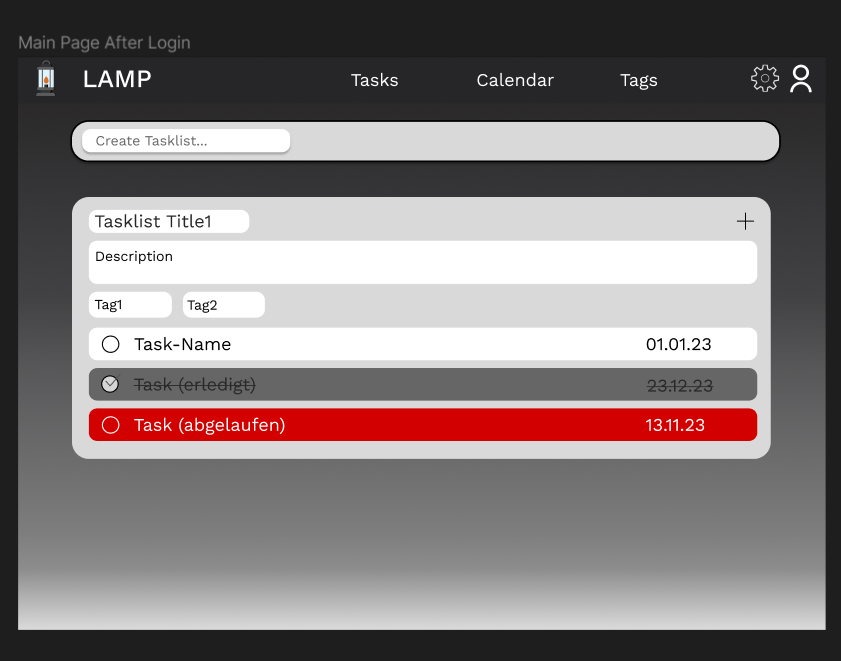 Main Page After Login
LAMP Tasks Calendar Tags
Create Tasklist...
Tasklist Title1
Description
Tag1 Tag2
Task-Name 01.01.23
Task (erledigt) 23.12.23
Task (abgelaufen) 13.11.23